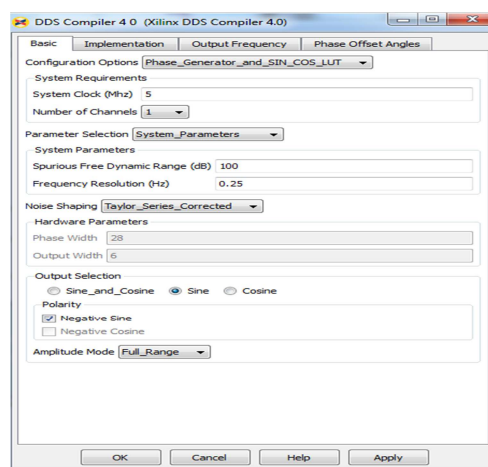 DDS Compiler 4 0 (Xilinx DDS Compiler 4.0)
Basic Implementation Output Frequency Phase Offset Angles
Configuration Options Phase_Generator_and_SIN_COS_LUT
System Requirements
System Clock (Mhz) 5
Number of Channels 1
Parameter Selection System_Parameters
System Parameters
Spurious Free Dynamic Range (dB) 100
Frequency Resolution (Hz) 0.25
Noise Shaping Taylor_Series_Corrected
Hardware Parameters
Phase Width 28
Output Width 6
Output Selection
Sine_and_Cosine Sine Cosine
Polarity
Negative Sine
Negative Cosine
Amplitude Mode Full_Range
OK Cancel Help Apply